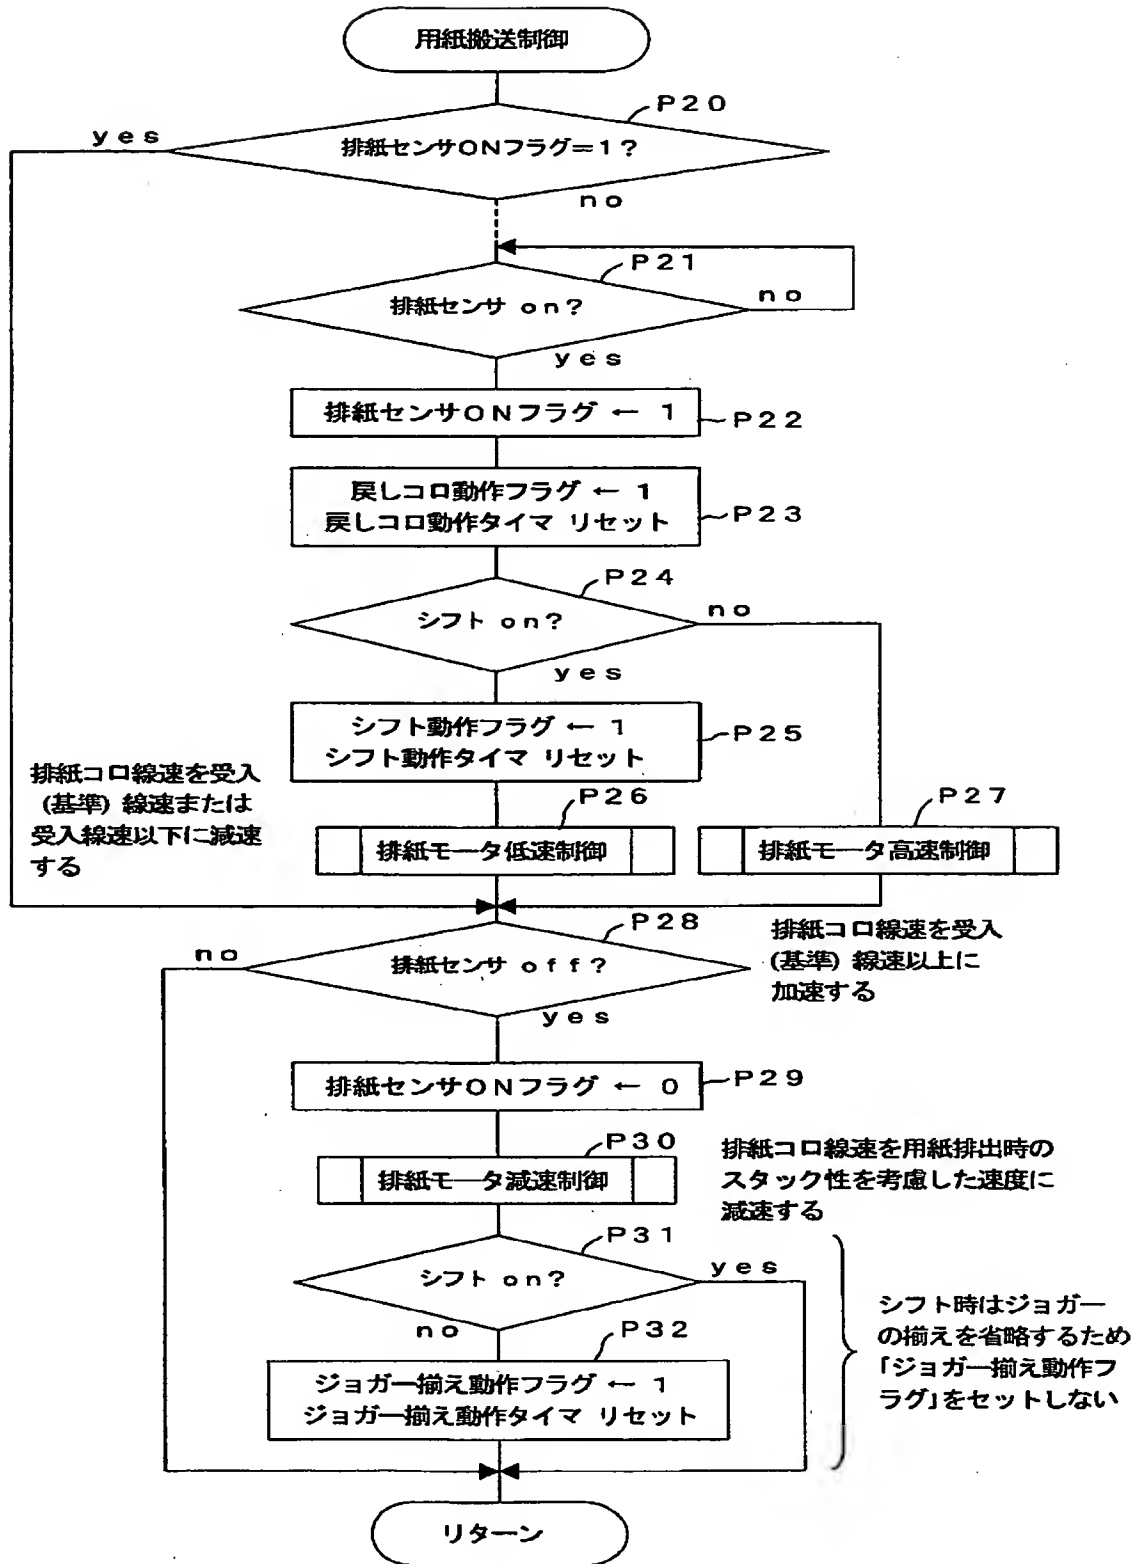 用紙搬送制御
P20
yes
排紙センサONフラグ=1?
no
P21
排紙センサ on?
no
yes
排紙センサONフラグ ← 1
P22
戻しコロ動作フラグ ← 1
戻しコロ動作タイマ リセット
P23
P24
シフト on?
no
yes
シフト動作フラグ ← 1
シフト動作タイマ リセット
P25
排紙コロ線速を受入
(基準) 線速または
受入線速以下に減速
する
P26
排紙モータ低速制御
P27
排紙モータ高速制御
P28
no
排紙センサ off?
yes
排紙コロ線速を受入
(基準) 線速以上に
加速する
排紙センサONフラグ ← 0
P29
P30
排紙モータ減速制御
排紙コロ線速を用紙排出時の
スタック性を考慮した速度に
減速する
P31
シフト on?
yes
no
P32
ジョガー揃え動作フラグ ← 1
ジョガー揃え動作タイマ リセット
シフト時はジョガー
の揃えを省略するため
「ジョガー揃え動作フ
ラグ」をセットしない
リターン